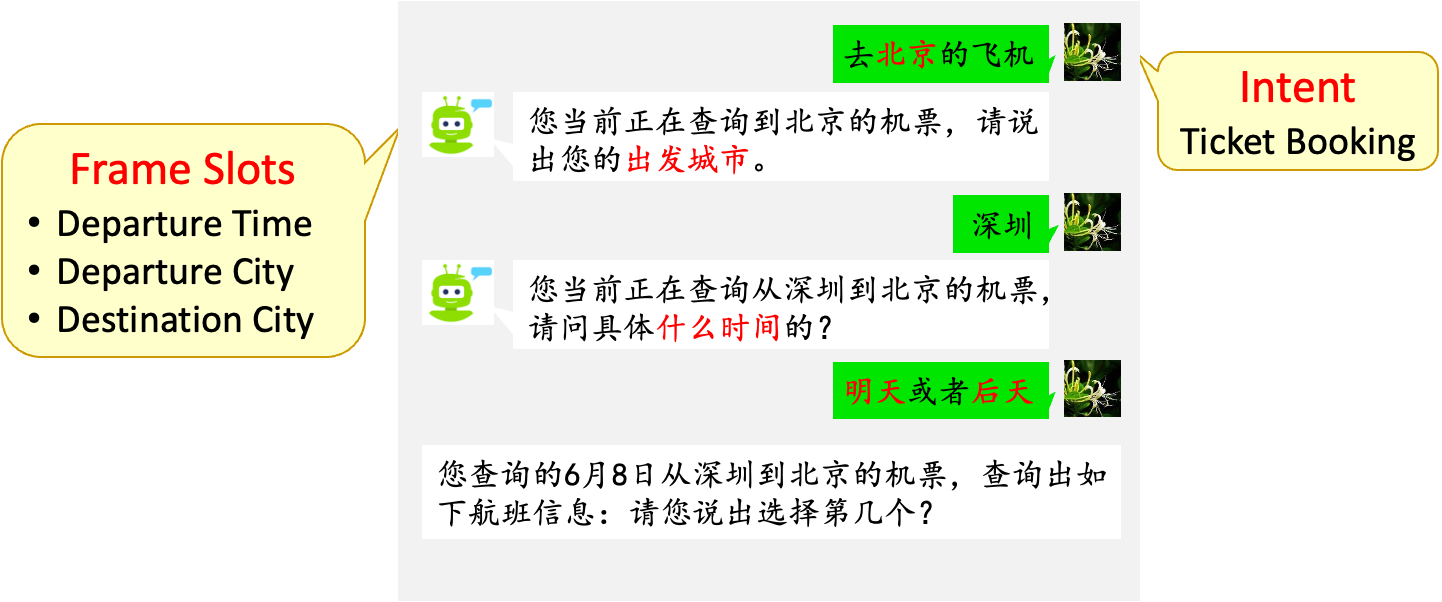 去北京的飞机
Intent
Ticket Booking
您当前正在查询到北京的机票，请说
出您的出发城市。
Frame Slots
• Departure Time
• Departure City
• Destination City
深圳
您当前正在查询从深圳到北京的机票，
请问具体什么时间的？
明天或者后天
您查询的6月8日从深圳到北京的机票，查询出如
下航班信息：请您说出选择第几个？